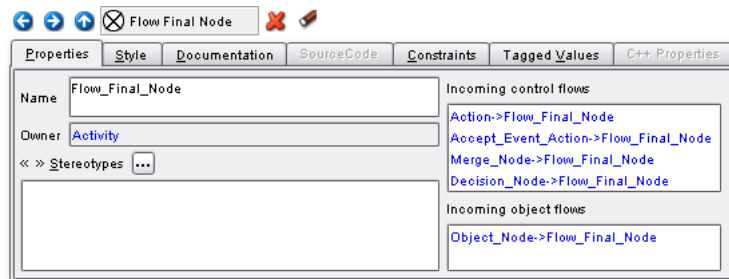 Flow Final Node
Properties Style Documentation SourceCode Constraints Tagged Values C++ Properties
Name Flow_Final_Node
Owner Activity
« » Stereotypes ...
Incoming control flows
Action->Flow_Final_Node
Accept_Event_Action->Flow_Final_Node
Merge_Node->Flow_Final_Node
Decision_Node->Flow_Final_Node
Incoming object flows
Object_Node->Flow_Final_Node